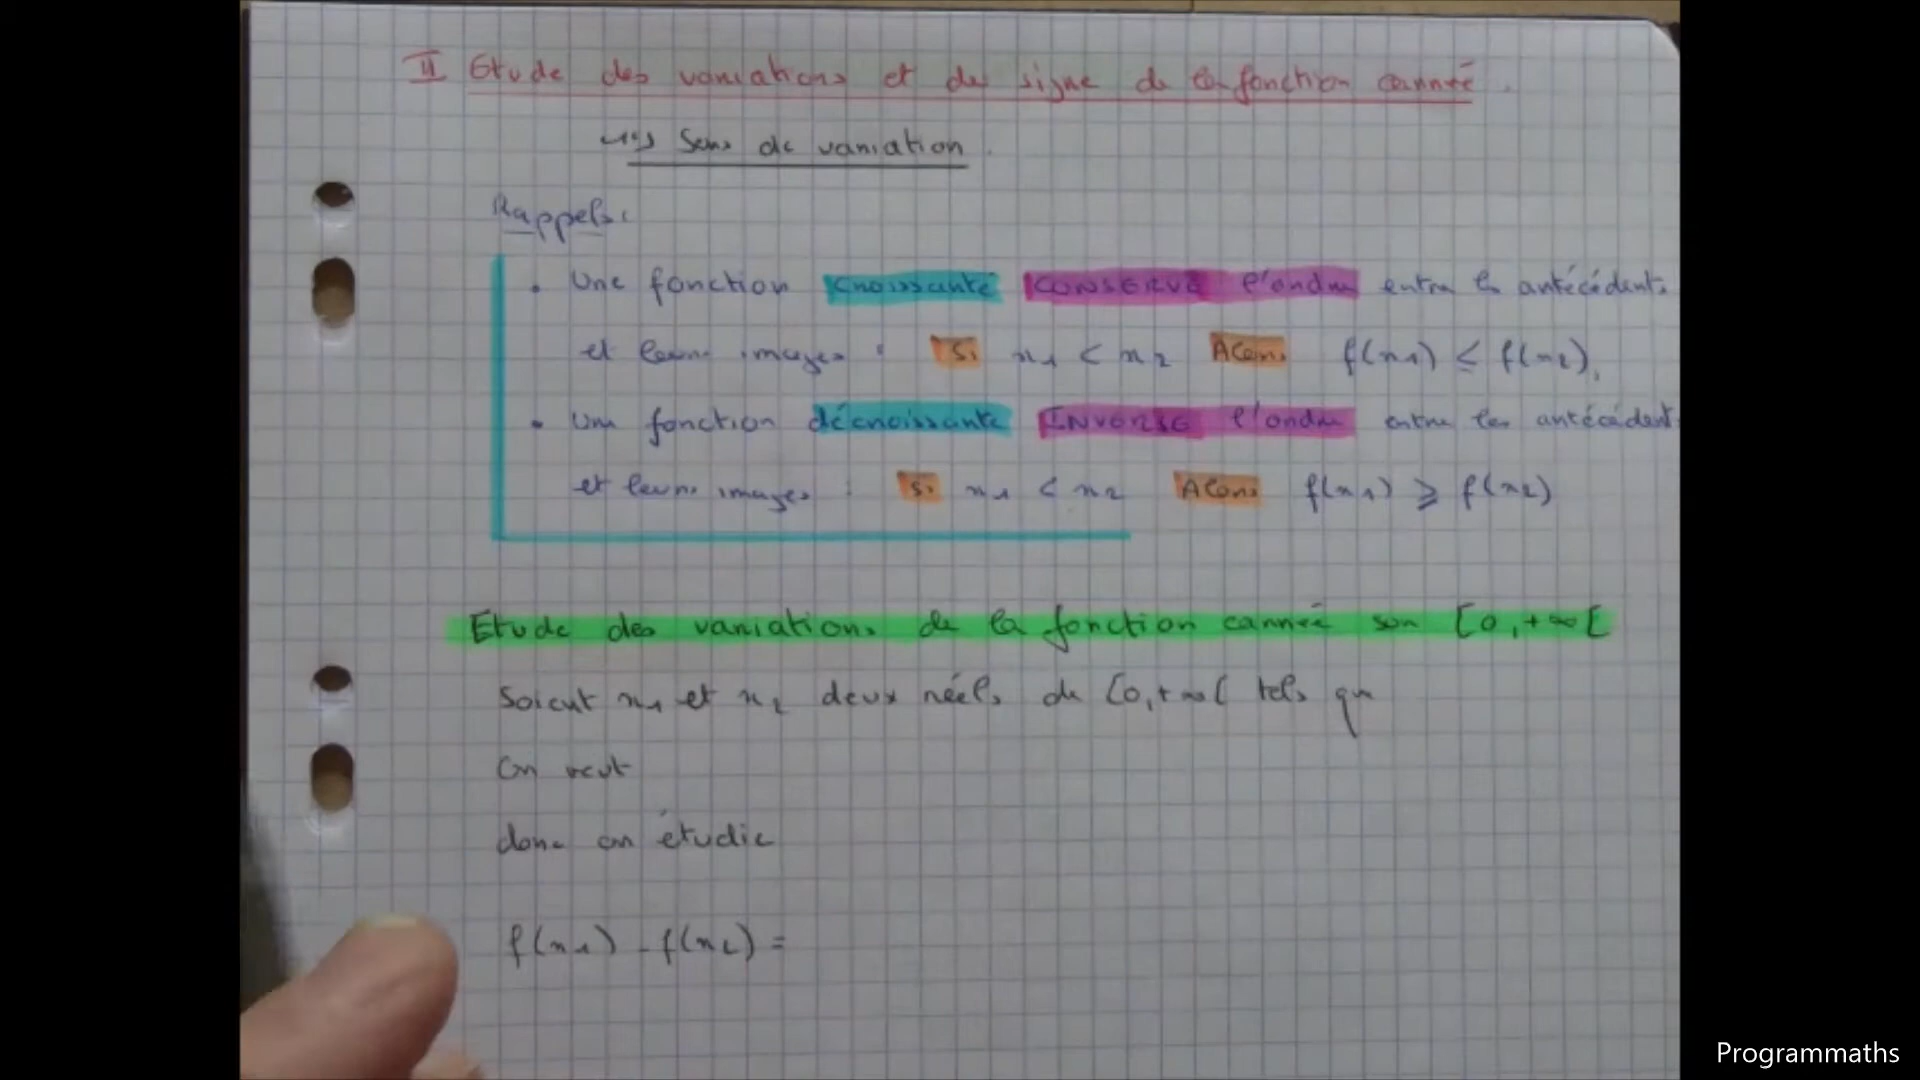 II Etude des variations et de signe de la fonction carrée.
1) Sens de variation.
Rappels:
• Une fonction croissante CONSERVE l'ordre entre les antécédents
et leurs images : Si x1 < x2 Alors f(x1) ≤ f(x2).
• Une fonction décroissante INVERSE l'ordre entre les antécédents
et leurs images : Si x1 < x2 Alors f(x1) ≥ f(x2)
Etude des variations de la fonction carrée sur [0,+∞[
Soient x1 et x2 deux réels de [0,+∞[ tels que
On veut
donc on étudie
f(x1) - f(x2) =
Programmaths